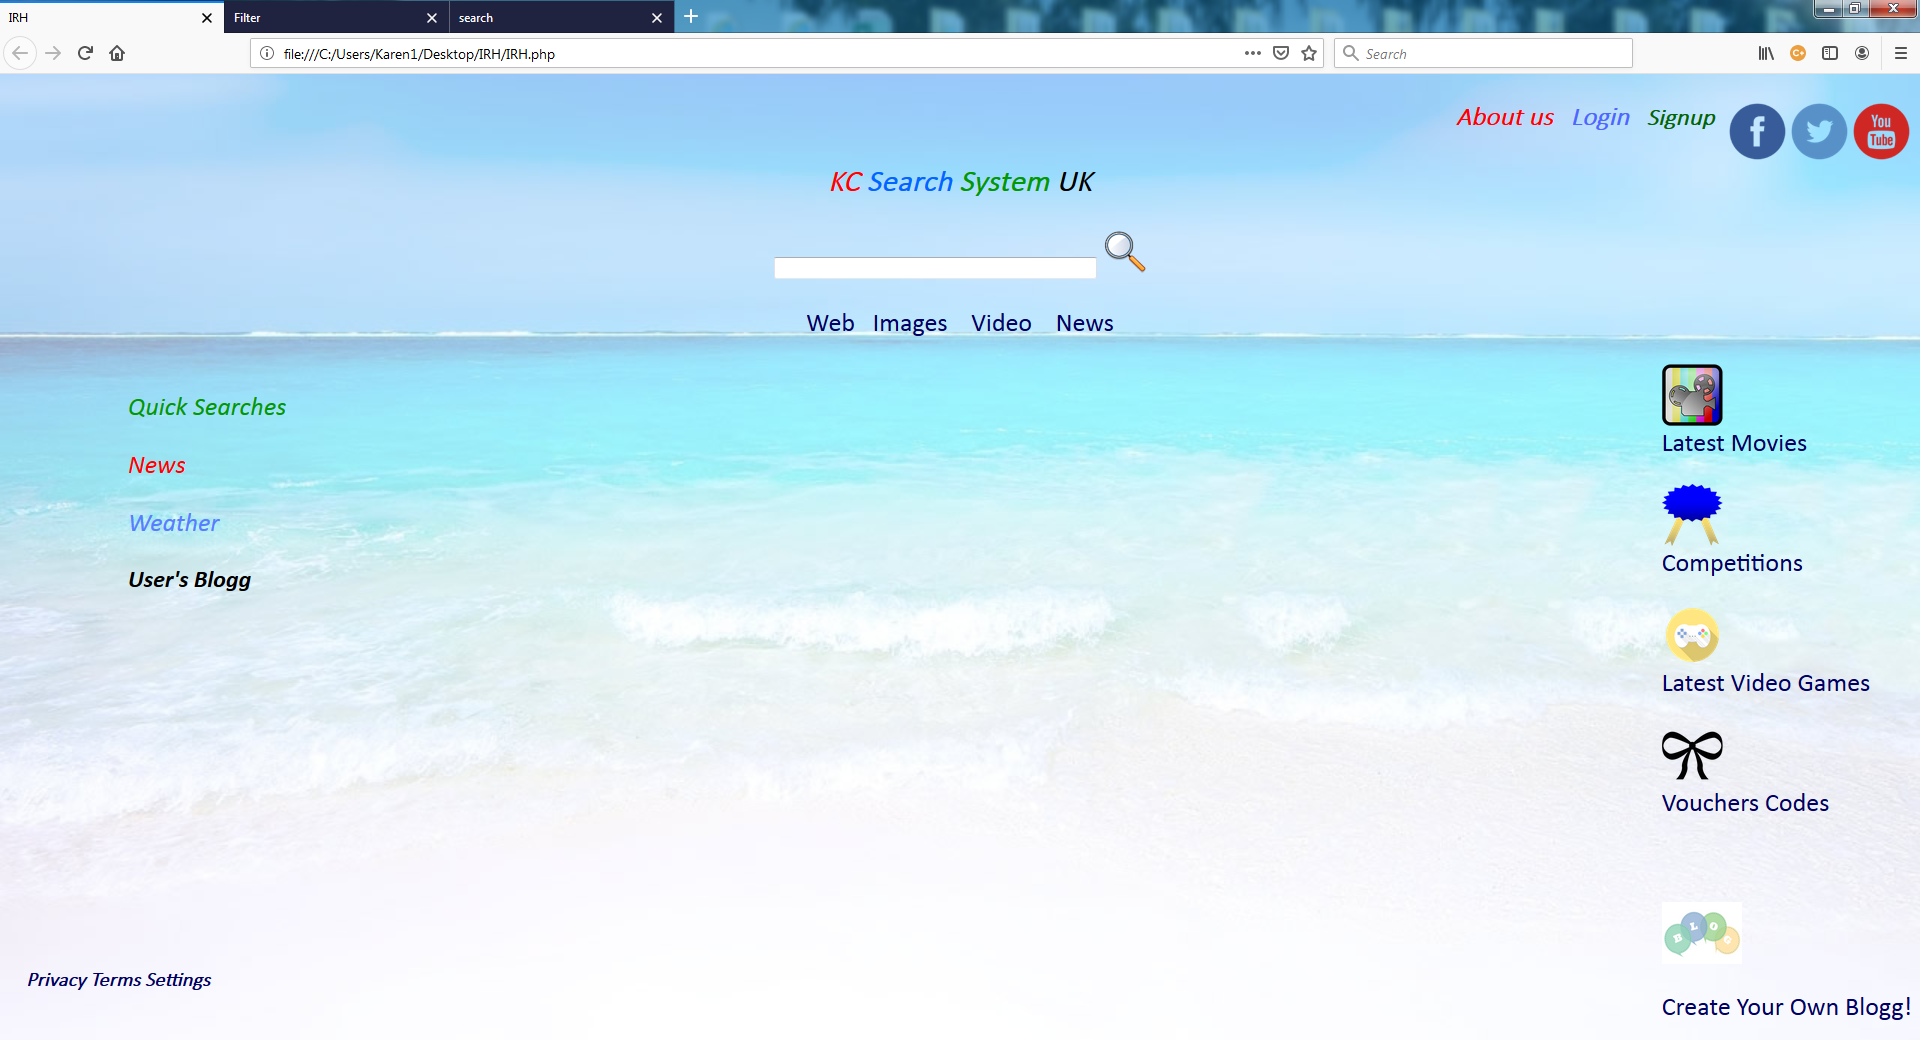 IRH
Filter
search
file:///C:/Users/Karen1/Desktop/IRH/IRH.php
Search
About us Login Signup
You
Tube
KC Search System UK
Web Images Video News
Quick Searches
News
Weather
User's Blogg
Latest Movies
Competitions
Latest Video Games
Vouchers Codes
BLOG
Create Your Own Blogg!
Privacy Terms Settings